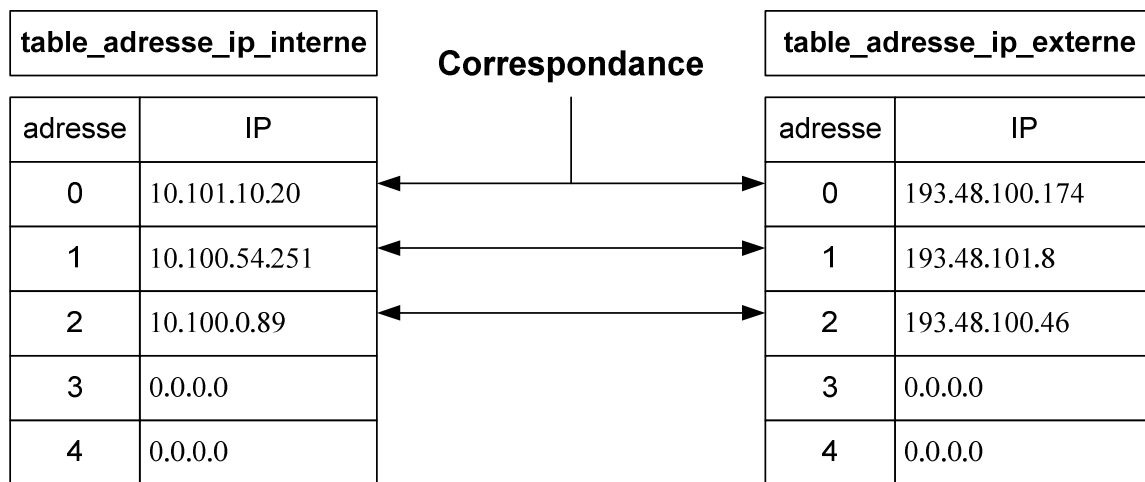 table_adresse_ip_interne
Correspondance
table_adresse_ip_externe
adresse IP
0 10.101.10.20
1 10.100.54.251
2 10.100.0.89
3 0.0.0.0
4 0.0.0.0
adresse IP
0 193.48.100.174
1 193.48.101.8
2 193.48.100.46
3 0.0.0.0
4 0.0.0.0